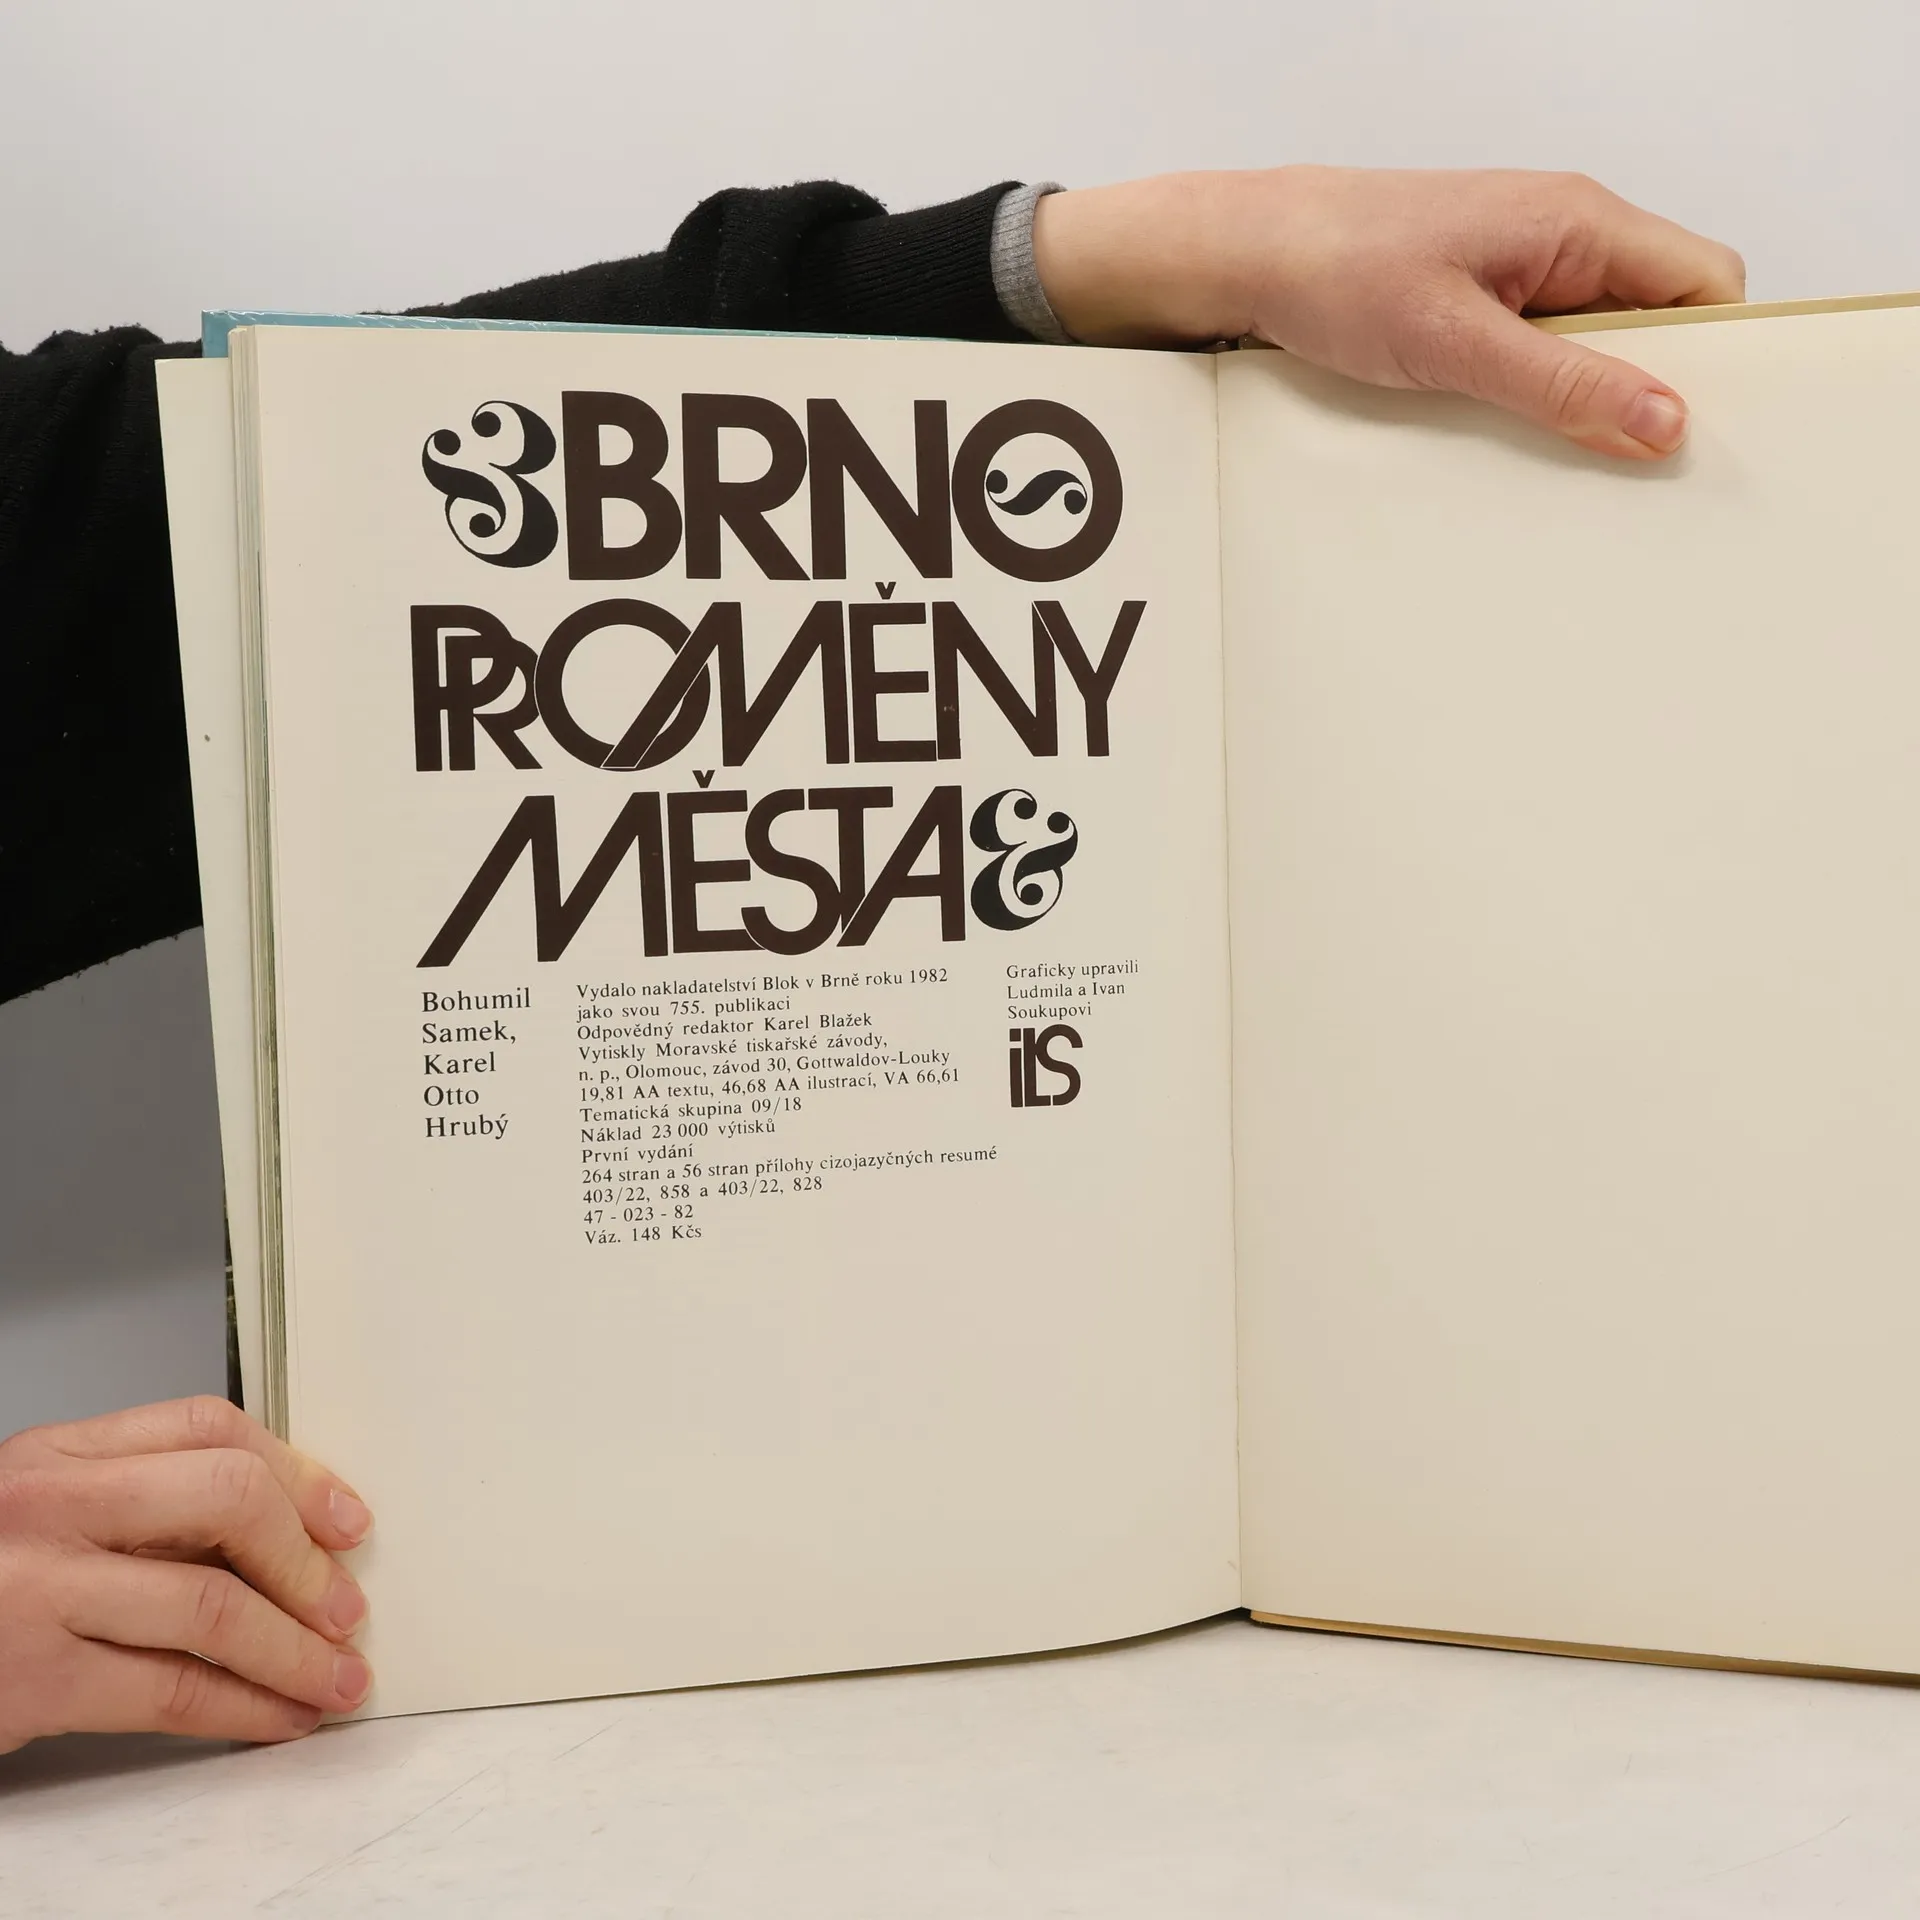 BRNO
PROMĚNY
MĚSTA
Bohumil
Samek,
Karel
Otto
Hrubý
Vydalo nakladatelství Blok v Brně roku 1982
jako svou 755. publikaci
Odpovědný redaktor Karel Blažek
Vytiskly Moravské tiskařské závody,
n. p., Olomouc, závod 30, Gottwaldov-Louky
19,81 AA textu, 46,68 AA ilustrací, VA 66,61
Tematická skupina 09/18
Náklad 23 000 výtisků
První vydání
264 stran a 56 stran přílohy cizojazyčných resumé
403/22, 858 a 403/22, 828
47 - 023 - 82
Váz. 148 Kčs
Graficky upravili
Ludmila a Ivan
Soukupovi
iLS